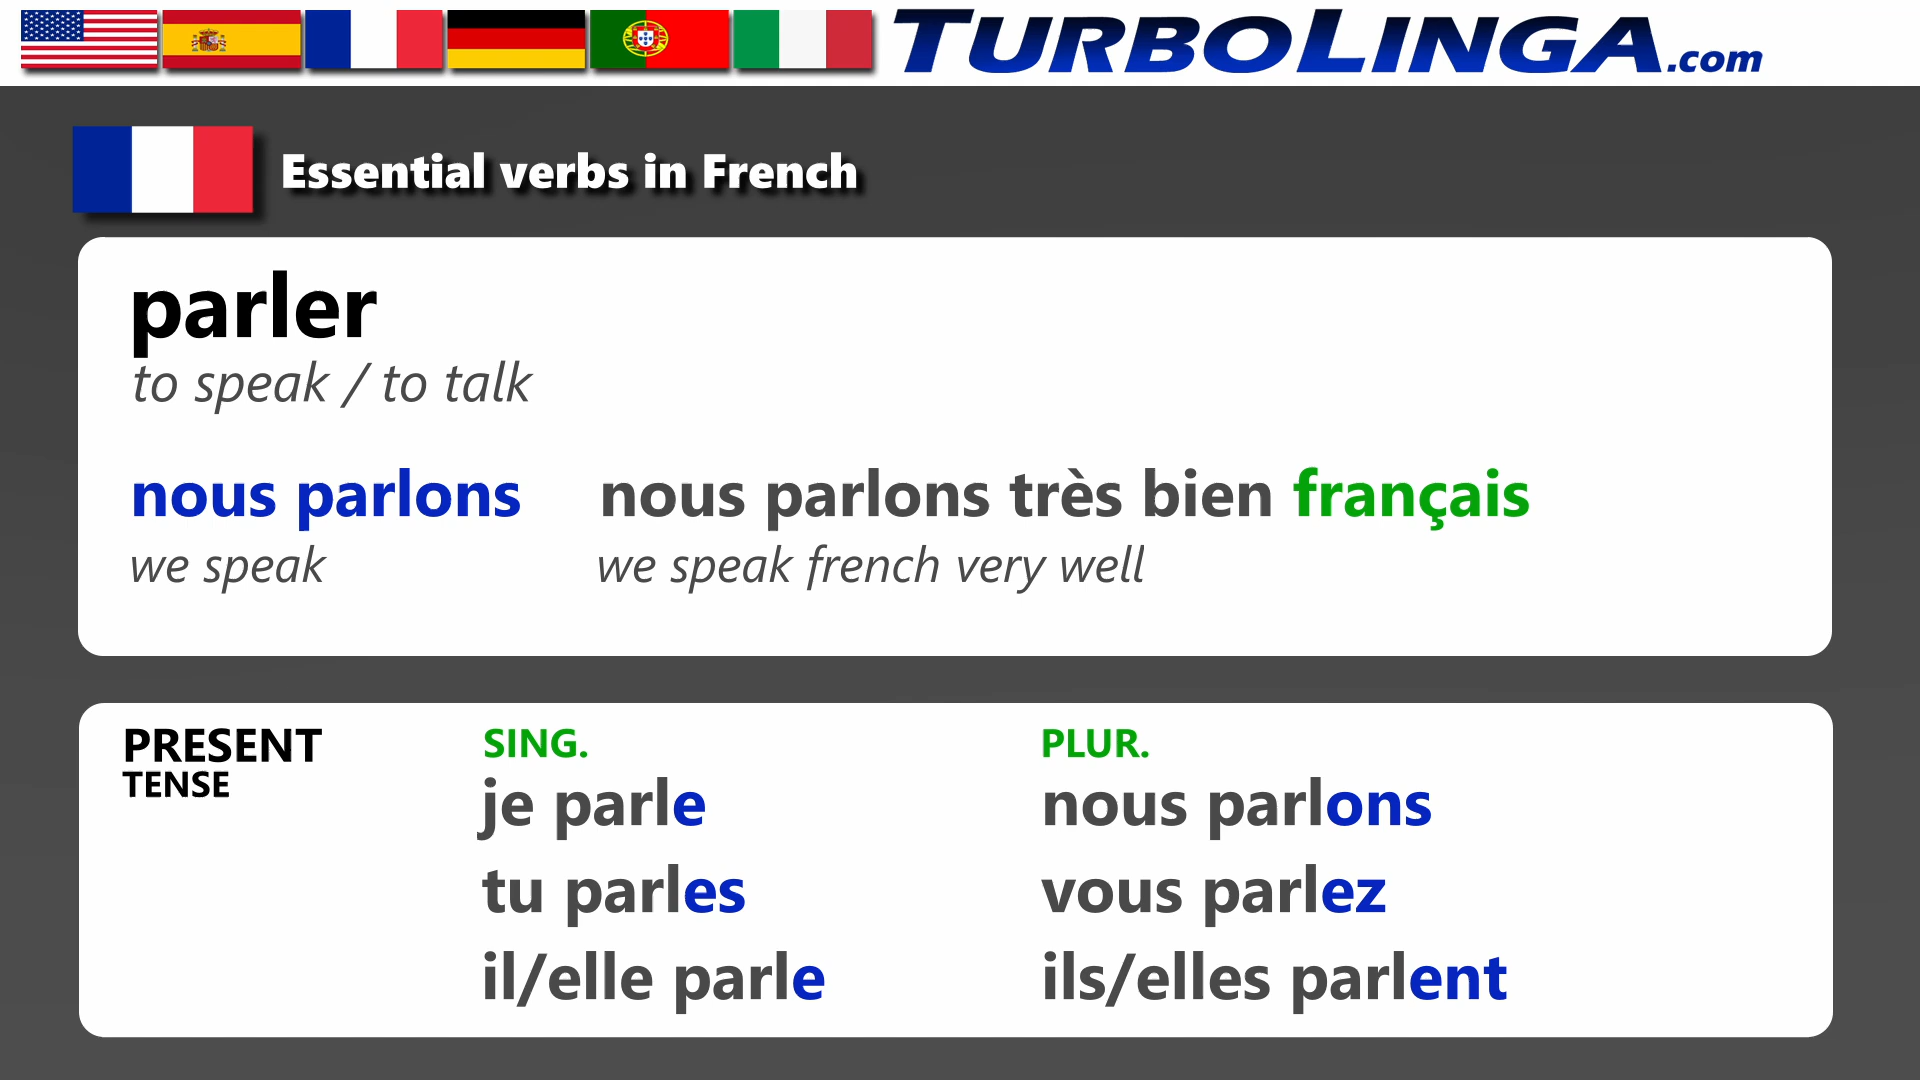 TURBOLINGA.com
Essential verbs in French
parler
to speak / to talk
nous parlons
we speak
nous parlons très bien français
we speak french very well
PRESENT
TENSE
SING.
je parle
tu parles
il/elle parle
PLUR.
nous parlons
vous parlez
ils/elles parlent